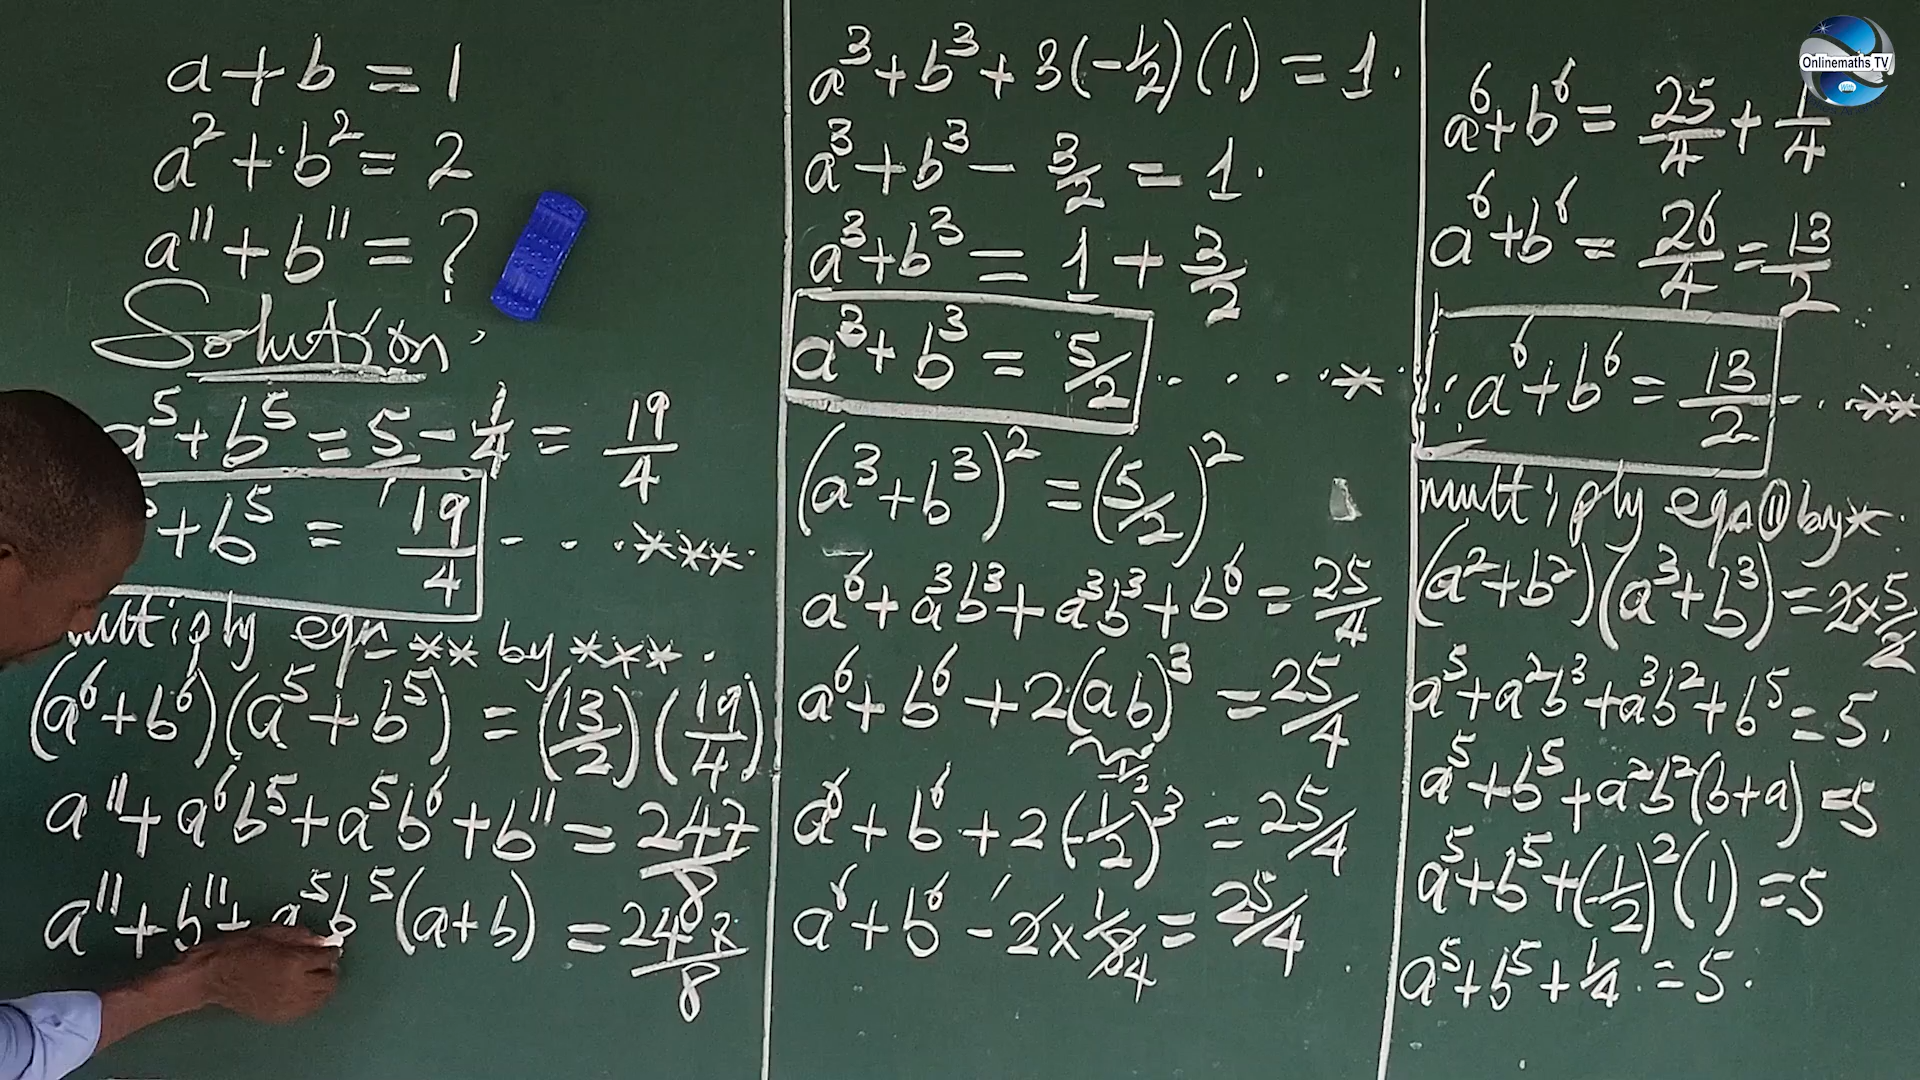 a + b = 1
a² + b² = 2
a¹¹ + b¹¹ = ?
Solution
a⁵ + b⁵ = 5 - 1/4 = 19/4
⁵ + b⁵ = 19/4 - - - ***
multiply eqn ** by ***.
(a⁶ + b⁶)(a⁵ + b⁵) = (13/2)(19/4)
a¹¹ + a⁶b⁵ + a⁵b⁶ + b¹¹ = 247/8
a¹¹ + b¹¹ + a⁵b⁵(a + b) = 247/8
a³ + b³ + 3(-1/2)(1) = 1.
a³ + b³ - 3/2 = 1.
a³ + b³ = 1 + 3/2
a³ + b³ = 5/2 - - - - *
(a³ + b³)² = (5/2)²
a⁶ + a³b³ + a³b³ + b⁶ = 25/4
a⁶ + b⁶ + 2(ab)³ = 25/4
a⁶ + b⁶ + 2(-1/2)³ = 25/4
a⁶ + b⁶ - 2 × 1/8 4 = 25/4
a⁶ + b⁶ = 25/4 + 1/4
a⁶ + b⁶ = 26/4 = 13/2
∴ a⁶ + b⁶ = 13/2 - - - **
multiply eqn (11) by *.
(a² + b²)(a³ + b³) = 2 × 5/2
a⁵ + a²b³ + a³b² + b⁵ = 5.
a⁵ + b⁵ + a²b²(b + a) = 5
a⁵ + b⁵ + (-1/2)²(1) = 5
a⁵ + b⁵ + 1/4 = 5.
Onlinemaths TV